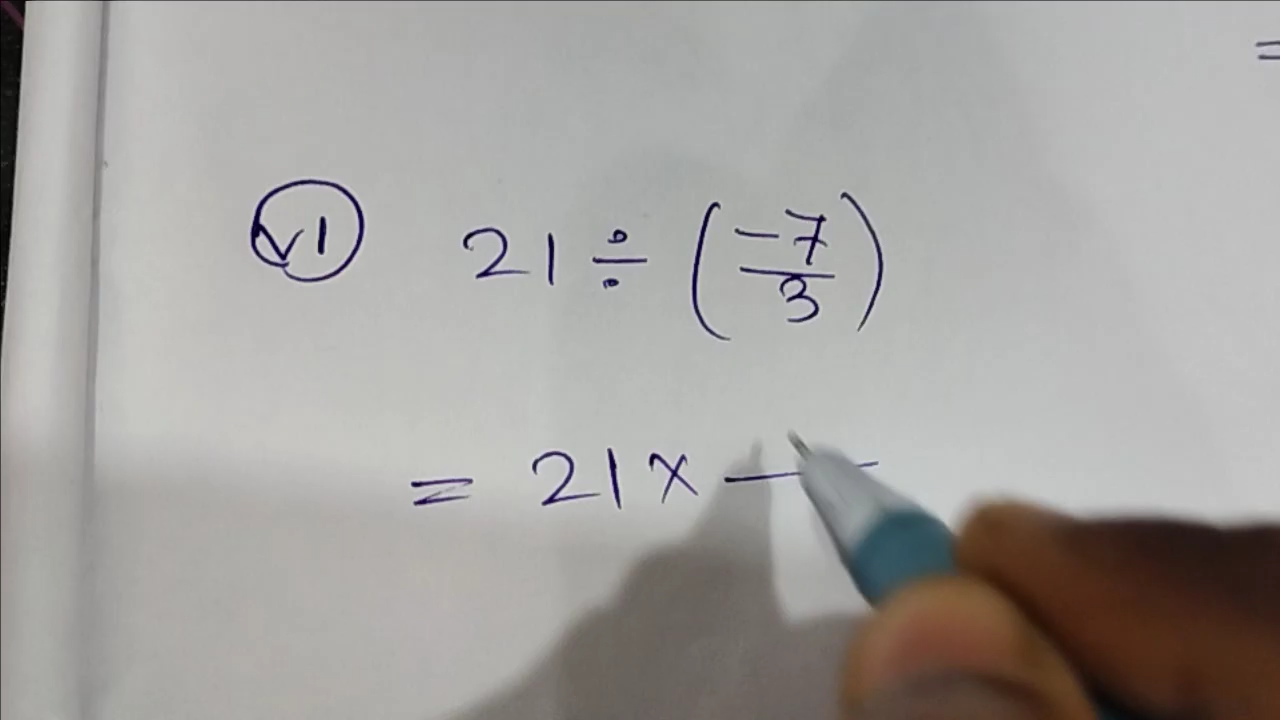 VI 21 ÷ (-7/3)
= 21 × —
=